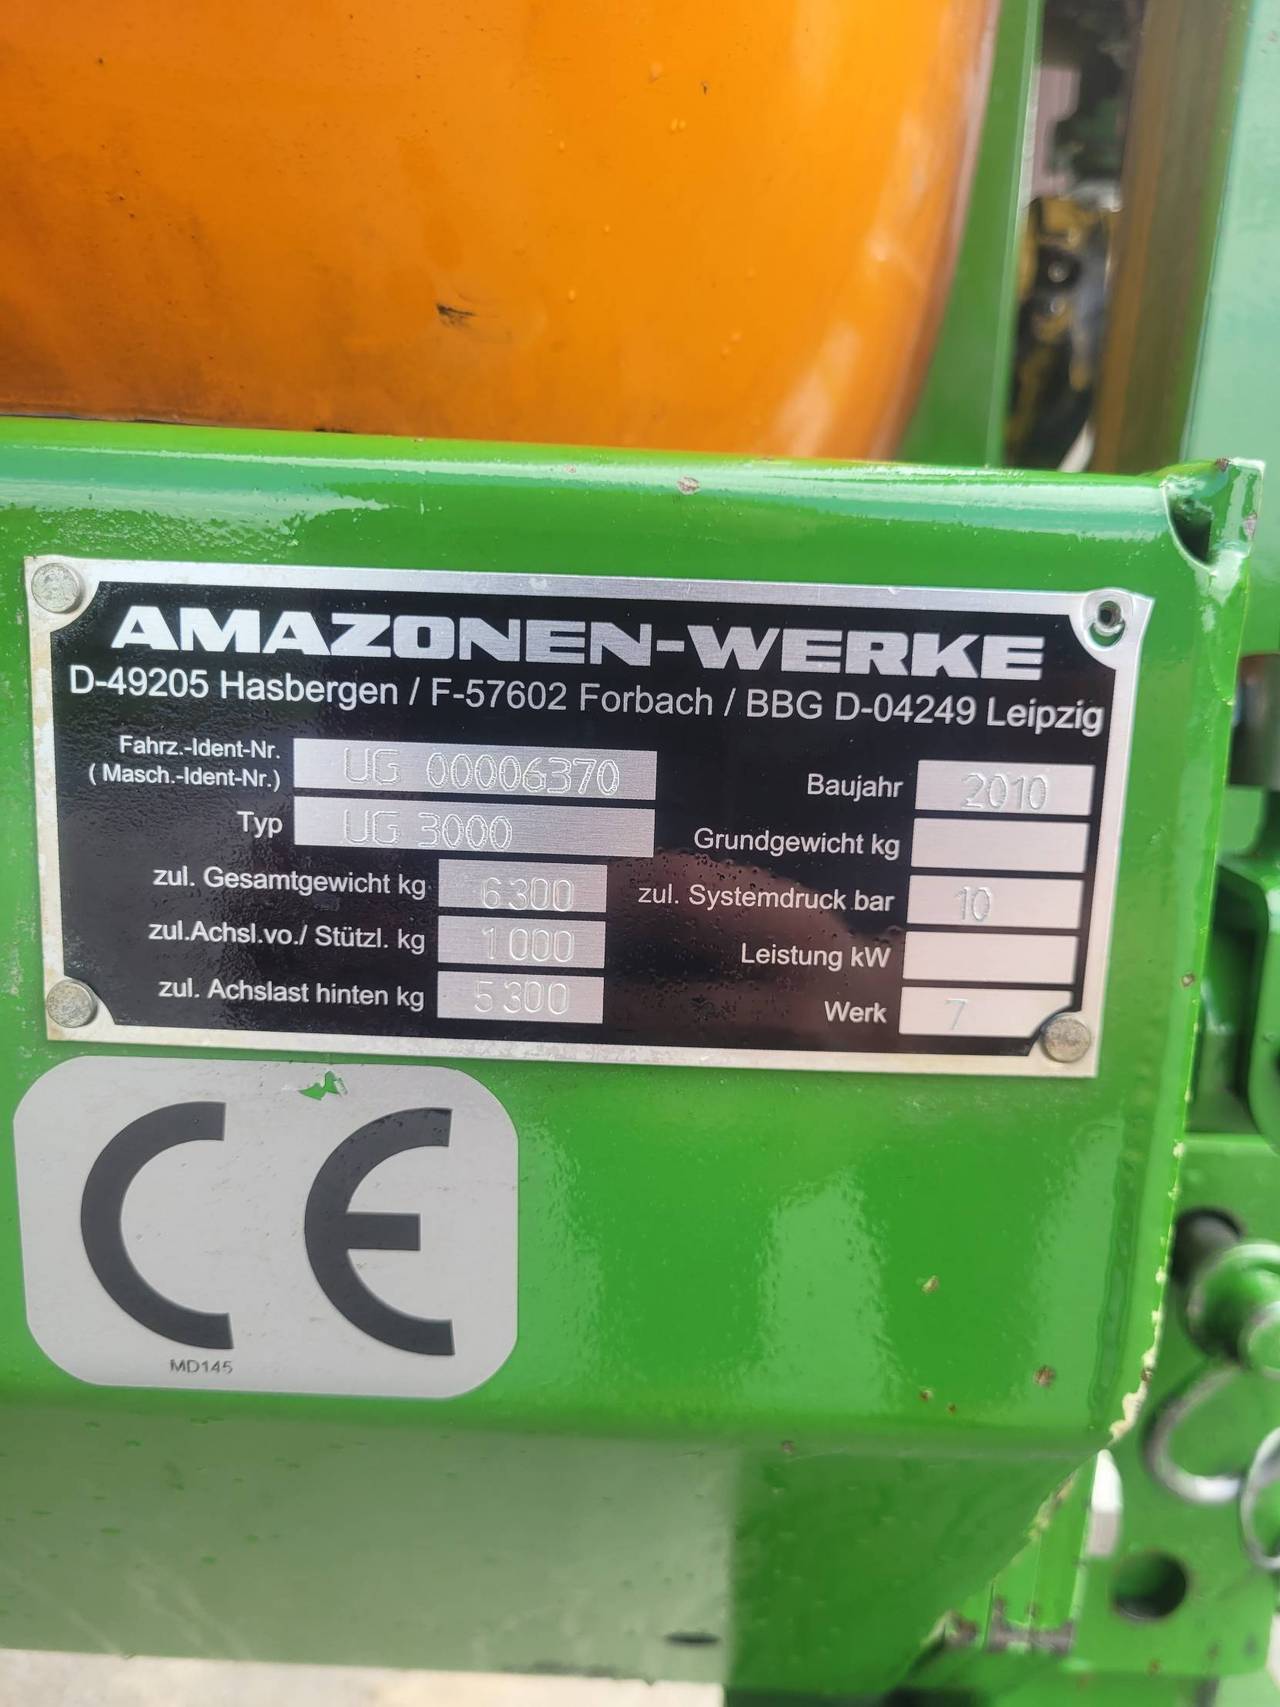 AMAZONEN-WERKE
D-49205 Hasbergen / F-57602 Forbach / BBG D-04249 Leipzig
Fahrz.-Ident-Nr.
( Masch.-Ident-Nr.) UG 00006370
Typ UG 3000
zul. Gesamtgewicht kg 6300
zul.Achsl.vo./ Stützl. kg 1000
zul. Achslast hinten kg 5300
Baujahr 2010
Grundgewicht kg
zul. Systemdruck bar 10
Leistung kW
Werk 7
CE
MD145